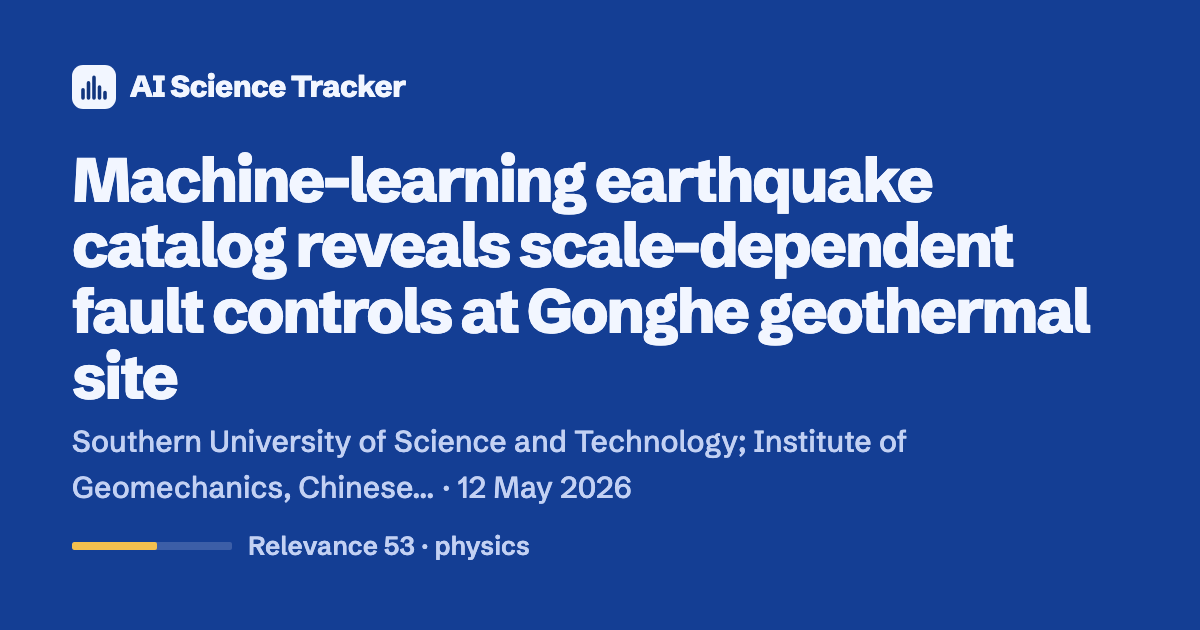 AI Science Tracker
Machine-learning earthquake
catalog reveals scale-dependent
fault controls at Gonghe geothermal
site
Southern University of Science and Technology; Institute of
Geomechanics, Chinese... · 12 May 2026
Relevance 53 · physics